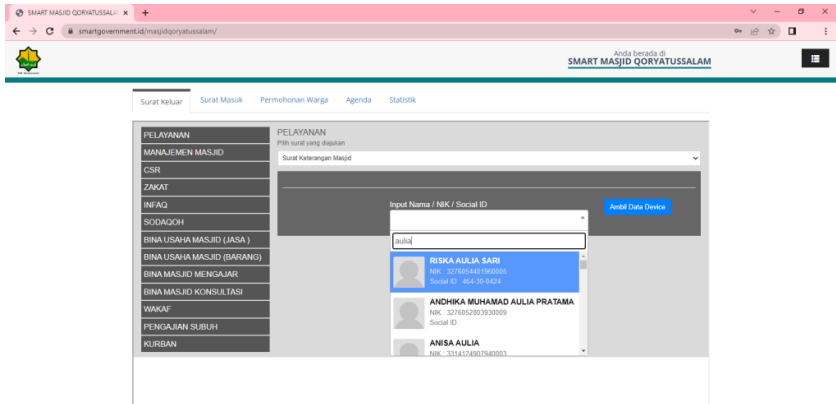 SMART MASJID QORYATUSSALA
smartgovernment.id/masjidqoryatussalam/
Anda berada di
SMART MASJID QORYATUSSALAM
Surat Keluar Surat Masuk Permohonan Warga Agenda Statistik
PELAYANAN
MANAJEMEN MASJID
CSR
ZAKAT
INFAQ
SODAQOH
BINA USAHA MASJID (JASA )
BINA USAHA MASJID (BARANG)
BINA MASJID MENGAJAR
BINA MASJID KONSULTASI
WAKAF
PENGAJIAN SUBUH
KURBAN
PELAYANAN
Pilih surat yang diajukan
Surat Keterangan Masjid
Input Nama / NIK / Social ID
Ambil Data Device
aulia
RISKA AULIA SARI
NIK : 3276054401960005
Social ID : 464-30-0424
ANDHIKA MUHAMAD AULIA PRATAMA
NIK : 3276052803930009
Social ID :
ANISA AULIA
NIK : 3314124907940003